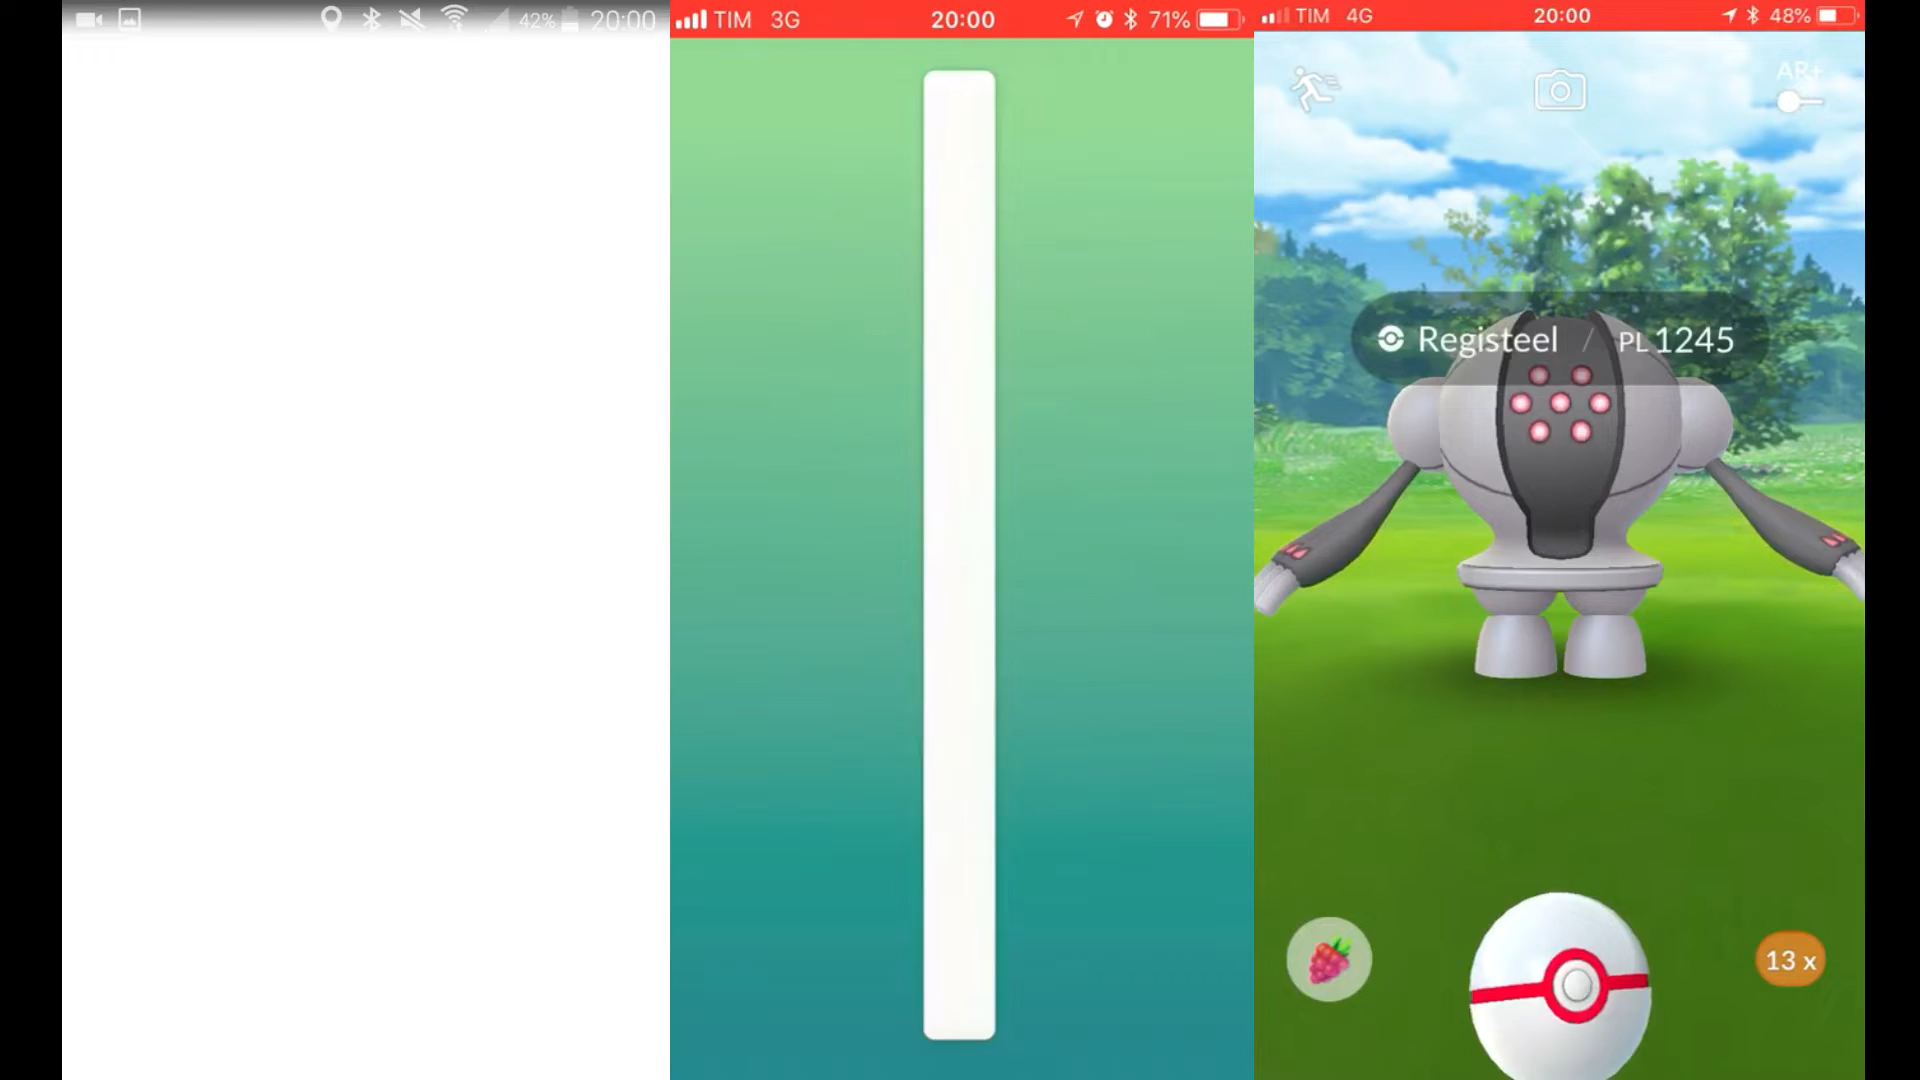 42% 20:00
TIM 3G 20:00 71%
TIM 4G 20:00 48%
AR+
Registeel / PL 1245
13 x